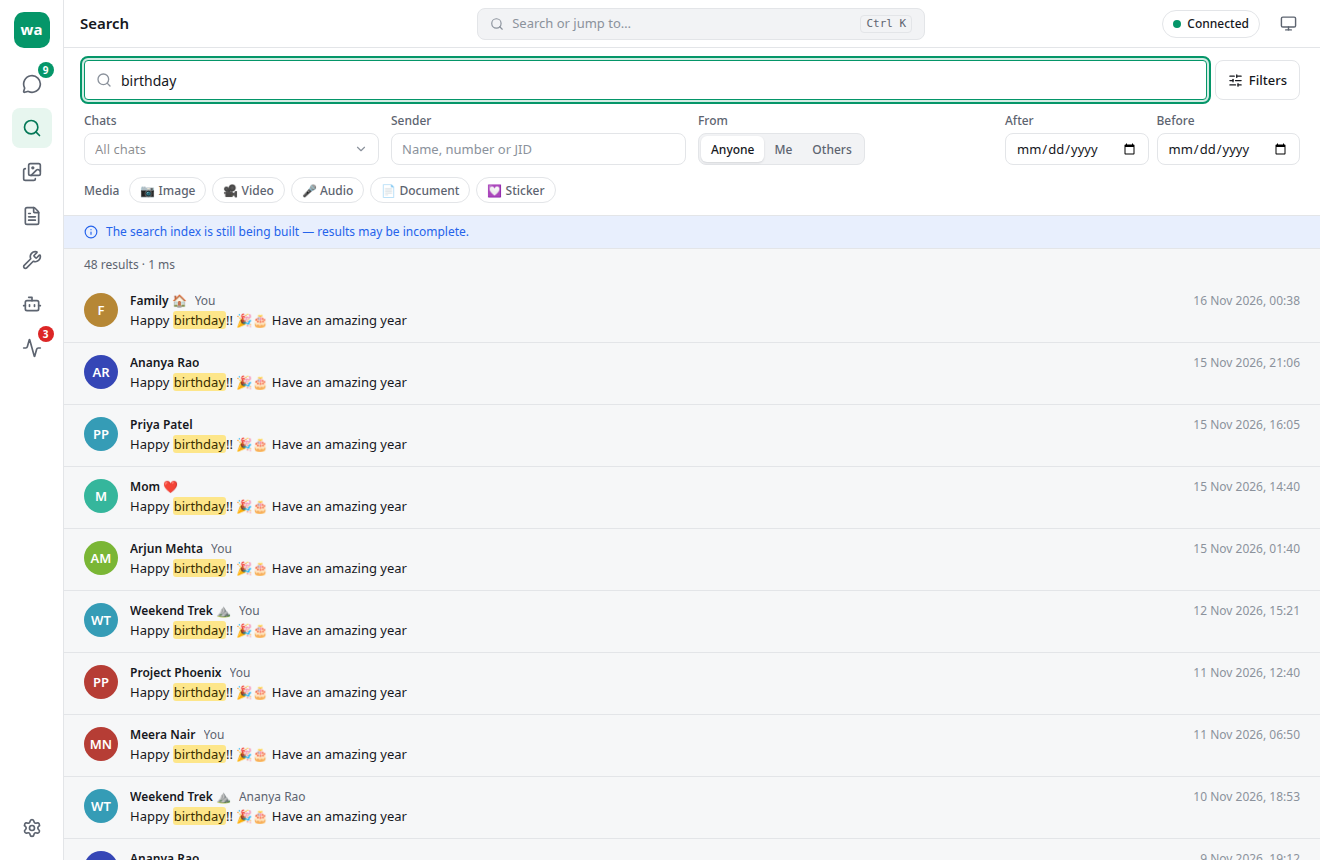 wa
Search
Search or jump to...
Ctrl K
Connected
9
birthday
Filters
Chats
Sender
From
After
Before
All chats
Name, number or JID
Anyone
Me
Others
mm/dd/yyyy
mm/dd/yyyy
Media
📷 Image
🎥 Video
🎤 Audio
📄 Document
💟 Sticker
The search index is still being built — results may be incomplete.
48 results · 1 ms
3
F
Family 🏠 You
16 Nov 2026, 00:38
Happy birthday!! 🎉🎂 Have an amazing year
AR
Ananya Rao
15 Nov 2026, 21:06
Happy birthday!! 🎉🎂 Have an amazing year
PP
Priya Patel
15 Nov 2026, 16:05
Happy birthday!! 🎉🎂 Have an amazing year
M
Mom ❤️
15 Nov 2026, 14:40
Happy birthday!! 🎉🎂 Have an amazing year
AM
Arjun Mehta You
15 Nov 2026, 01:40
Happy birthday!! 🎉🎂 Have an amazing year
WT
Weekend Trek ⛰️ You
12 Nov 2026, 15:21
Happy birthday!! 🎉🎂 Have an amazing year
PP
Project Phoenix You
11 Nov 2026, 12:40
Happy birthday!! 🎉🎂 Have an amazing year
MN
Meera Nair You
11 Nov 2026, 06:50
Happy birthday!! 🎉🎂 Have an amazing year
WT
Weekend Trek ⛰️ Ananya Rao
10 Nov 2026, 18:53
Happy birthday!! 🎉🎂 Have an amazing year
Ananya Rao
9 Nov 2026, 19:12